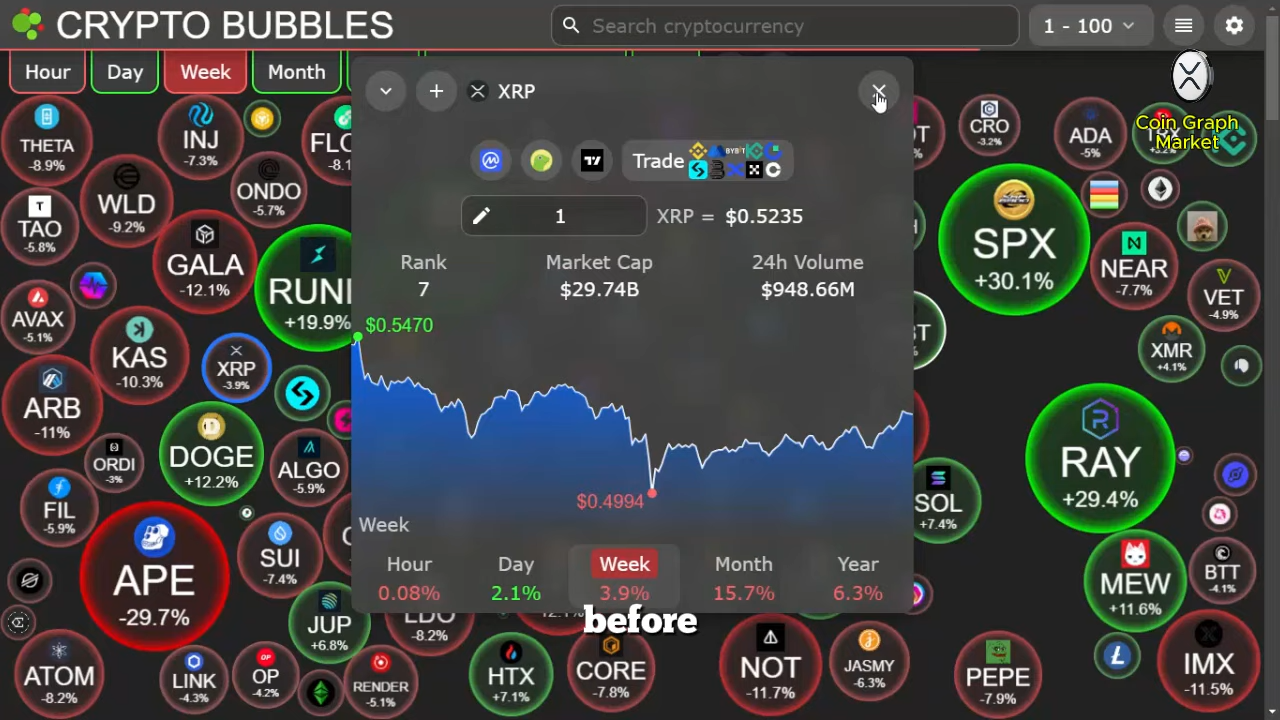 CRYPTO BUBBLES
Search cryptocurrency
1 - 100
Hour
Day
Week
Month
XRP
Coin Graph
Market
Trade
BYBIT
1
XRP = $0.5235
Rank
Market Cap
24h Volume
7
$29.74B
$948.66M
$0.5470
$0.4994
Week
Hour
Day
Week
Month
Year
0.08%
2.1%
3.9%
15.7%
6.3%
before
THETA
-8.9%
INJ
-7.3%
CRO
-3.2%
ADA
-5%
WLD
-9.2%
ONDO
-5.7%
TAO
-5.8%
GALA
-12.1%
SPX
+30.1%
NEAR
-7.7%
VET
-4.9%
AVAX
-5.1%
+19.9%
KAS
-10.3%
XRP
-3.9%
XMR
+4.1%
ARB
-11%
DOGE
+12.2%
ORDI
-3%
ALGO
-5.9%
RAY
+29.4%
FIL
-5.9%
SOL
+7.4%
APE
-29.7%
SUI
-7.4%
MEW
+11.6%
BTT
-4.1%
JUP
+6.8%
LDO
-8.2%
ATOM
-8.2%
LINK
-4.3%
OP
OP
-4.2%
RENDER
-5.1%
HTX
+7.1%
CORE
-7.8%
NOT
-11.7%
JASMY
-6.3%
PEPE
-7.9%
IMX
-11.5%